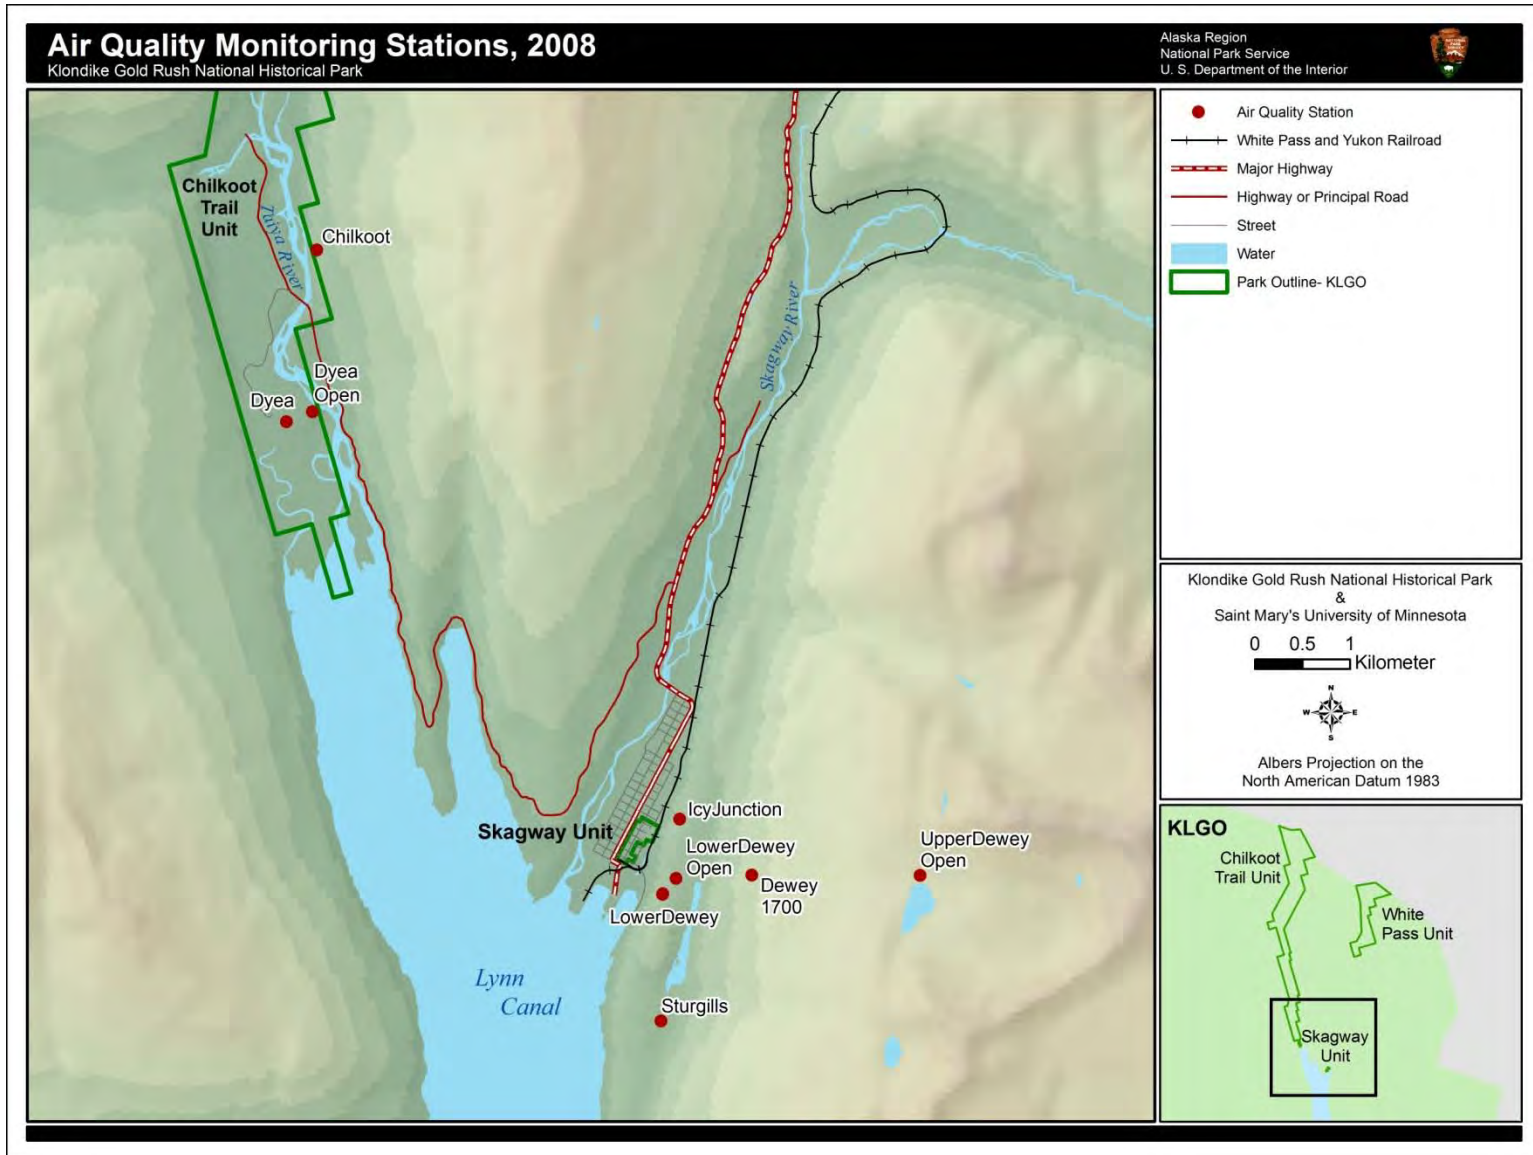 Air Quality Monitoring Stations, 2008
Klondike Gold Rush National Historical Park
Alaska Region
National Park Service
U. S. Department of the Interior
Air Quality Station
White Pass and Yukon Railroad
Major Highway
Highway or Principal Road
Street
Water
Park Outline- KLGO
Chilkoot
Trail
Unit
Taiya River
Chilkoot
Dyea
Open
Dyea
Skagway River
Skagway Unit
IcyJunction
LowerDewey
Open
LowerDewey
Dewey
1700
UpperDewey
Open
Sturgills
Lynn
Canal
Klondike Gold Rush National Historical Park
&
Saint Mary's University of Minnesota
0 0.5 1
Kilometer
N
W E
S
Albers Projection on the
North American Datum 1983
KLGO
Chilkoot
Trail Unit
White
Pass Unit
Skagway
Unit